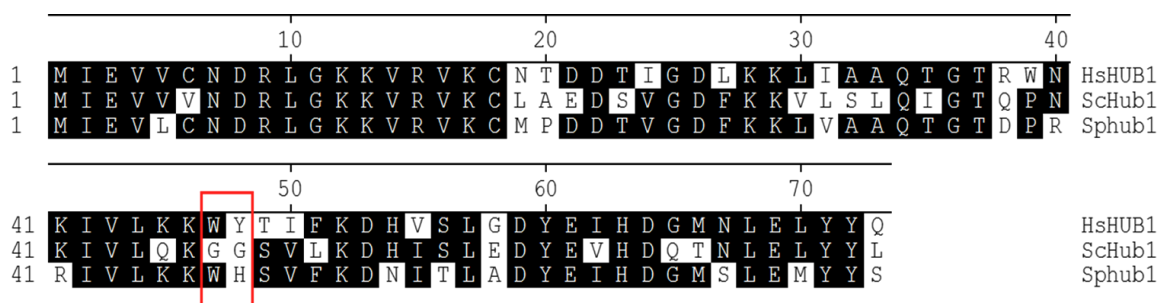 10 20 30 40
1 M I E V V C N D R L G K K V R V K C N T D D T I G D L K K L I A A Q T G T R W N HsHUB1
1 M I E V V V N D R L G K K V R V K C L A E D S V G D F K K V L S L Q I G T Q P N ScHub1
1 M I E V L C N D R L G K K V R V K C M P D D T V G D F K K L V A A Q T G T D P R Sphub1
50 60 70
41 K I V L K K W Y T I F K D H V S L G D Y E I H D G M N L E L Y Y Q HsHUB1
41 K I V L Q K G G S V L K D H I S L E D Y E V H D Q T N L E L Y Y L ScHub1
41 R I V L K K W H S V F K D N I T L A D Y E I H D G M S L E M Y Y S Sphub1